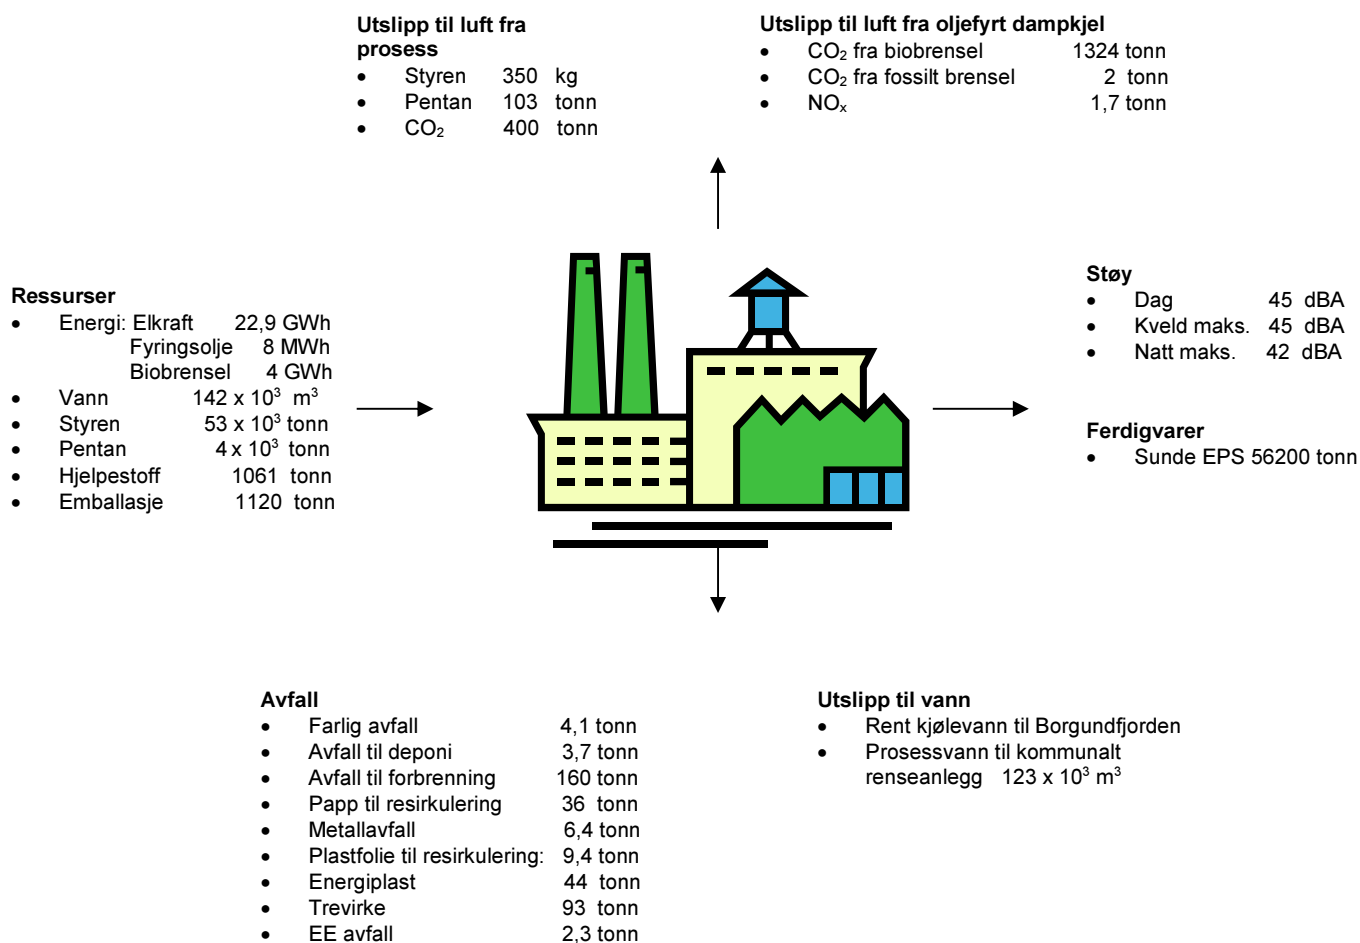 Utslipp til luft fra
prosess
• Styren 350 kg
• Pentan 103 tonn
• CO₂ 400 tonn
Utslipp til luft fra oljefyrt dampkjel
• CO₂ fra biobrensel 1324 tonn
• CO₂ fra fossilt brensel 2 tonn
• NOₓ 1,7 tonn
Ressurser
• Energi: Elkraft 22,9 GWh
Fyringsolje 8 MWh
Biobrensel 4 GWh
• Vann 142 x 10³ m³
• Styren 53 x 10³ tonn
• Pentan 4 x 10³ tonn
• Hjelpestoff 1061 tonn
• Emballasje 1120 tonn
Støy
• Dag 45 dBA
• Kveld maks. 45 dBA
• Natt maks. 42 dBA
Ferdigvarer
• Sunde EPS 56200 tonn
Avfall
• Farlig avfall 4,1 tonn
• Avfall til deponi 3,7 tonn
• Avfall til forbrenning 160 tonn
• Papp til resirkulering 36 tonn
• Metallavfall 6,4 tonn
• Plastfolie til resirkulering: 9,4 tonn
• Energiplast 44 tonn
• Trevirke 93 tonn
• EE avfall 2,3 tonn
Utslipp til vann
• Rent kjølevann til Borgundfjorden
• Prosessvann til kommunalt
renseanlegg 123 x 10³ m³